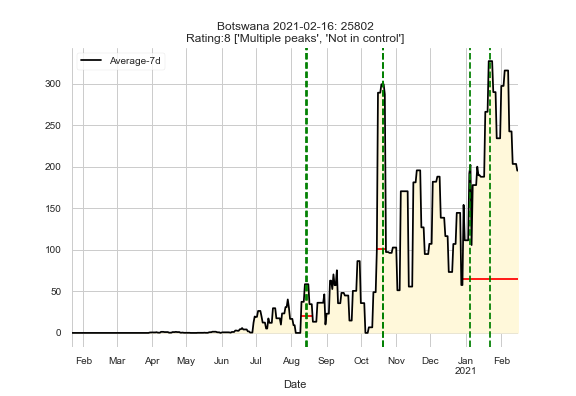 Botswana 2021-02-16: 25802
Rating:8 ['Multiple peaks', 'Not in control']
Average-7d
300
250
200
150
100
50
0
Feb Mar Apr May Jun Jul Aug Sep Oct Nov Dec Jan Feb
2021
Date